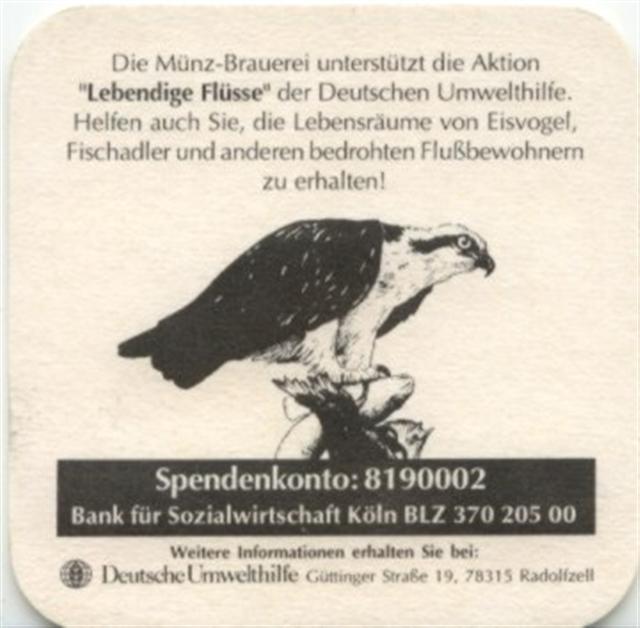 Die Münz-Brauerei unterstützt die Aktion
"Lebendige Flüsse" der Deutschen Umwelthilfe.
Helfen auch Sie, die Lebensräume von Eisvogel,
Fischadler und anderen bedrohten Flußbewohnern
zu erhalten!
Spendenkonto: 8190002
Bank für Sozialwirtschaft Köln BLZ 370 205 00
Weitere Informationen erhalten Sie bei:
Deutsche Umwelthilfe Güttinger Straße 19, 78315 Radolfzell